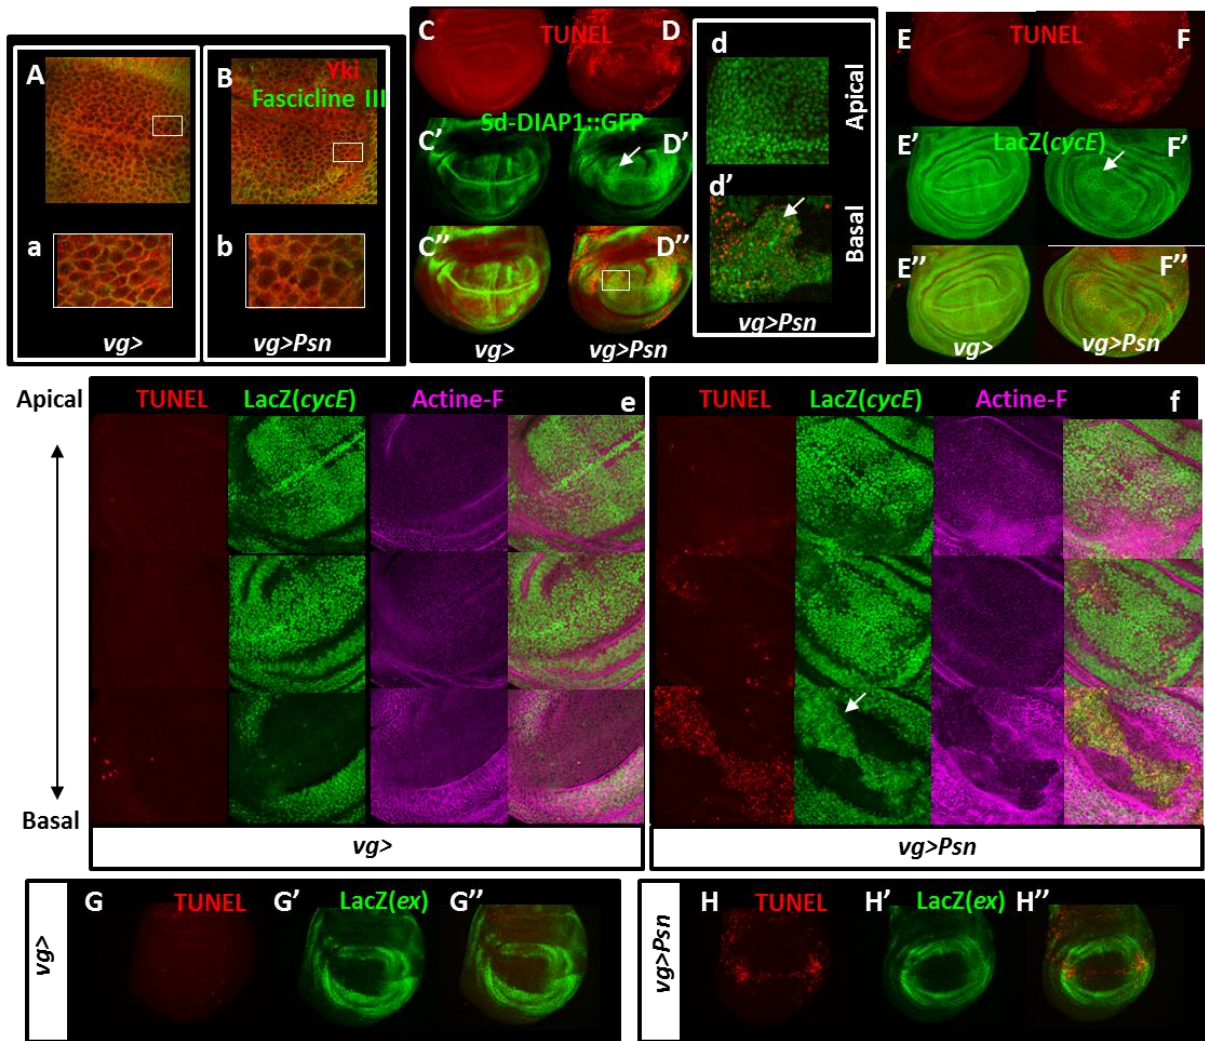 A
B
Yki
Fascicline III
a
b
vg>
vg>Psn
C
TUNEL
D
Sd-DIAP1::GFP
C'
D'
C''
D''
vg>
vg>Psn
d
Apical
d'
Basal
vg>Psn
E
TUNEL
F
LacZ(cycE)
E'
F'
E''
F''
vg>
vg>Psn
Apical
Basal
TUNEL
LacZ(cycE)
Actine-F
e
vg>
TUNEL
LacZ(cycE)
Actine-F
f
vg>Psn
vg>
G
TUNEL
G'
LacZ(ex)
G''
vg>Psn
H
TUNEL
H'
LacZ(ex)
H''